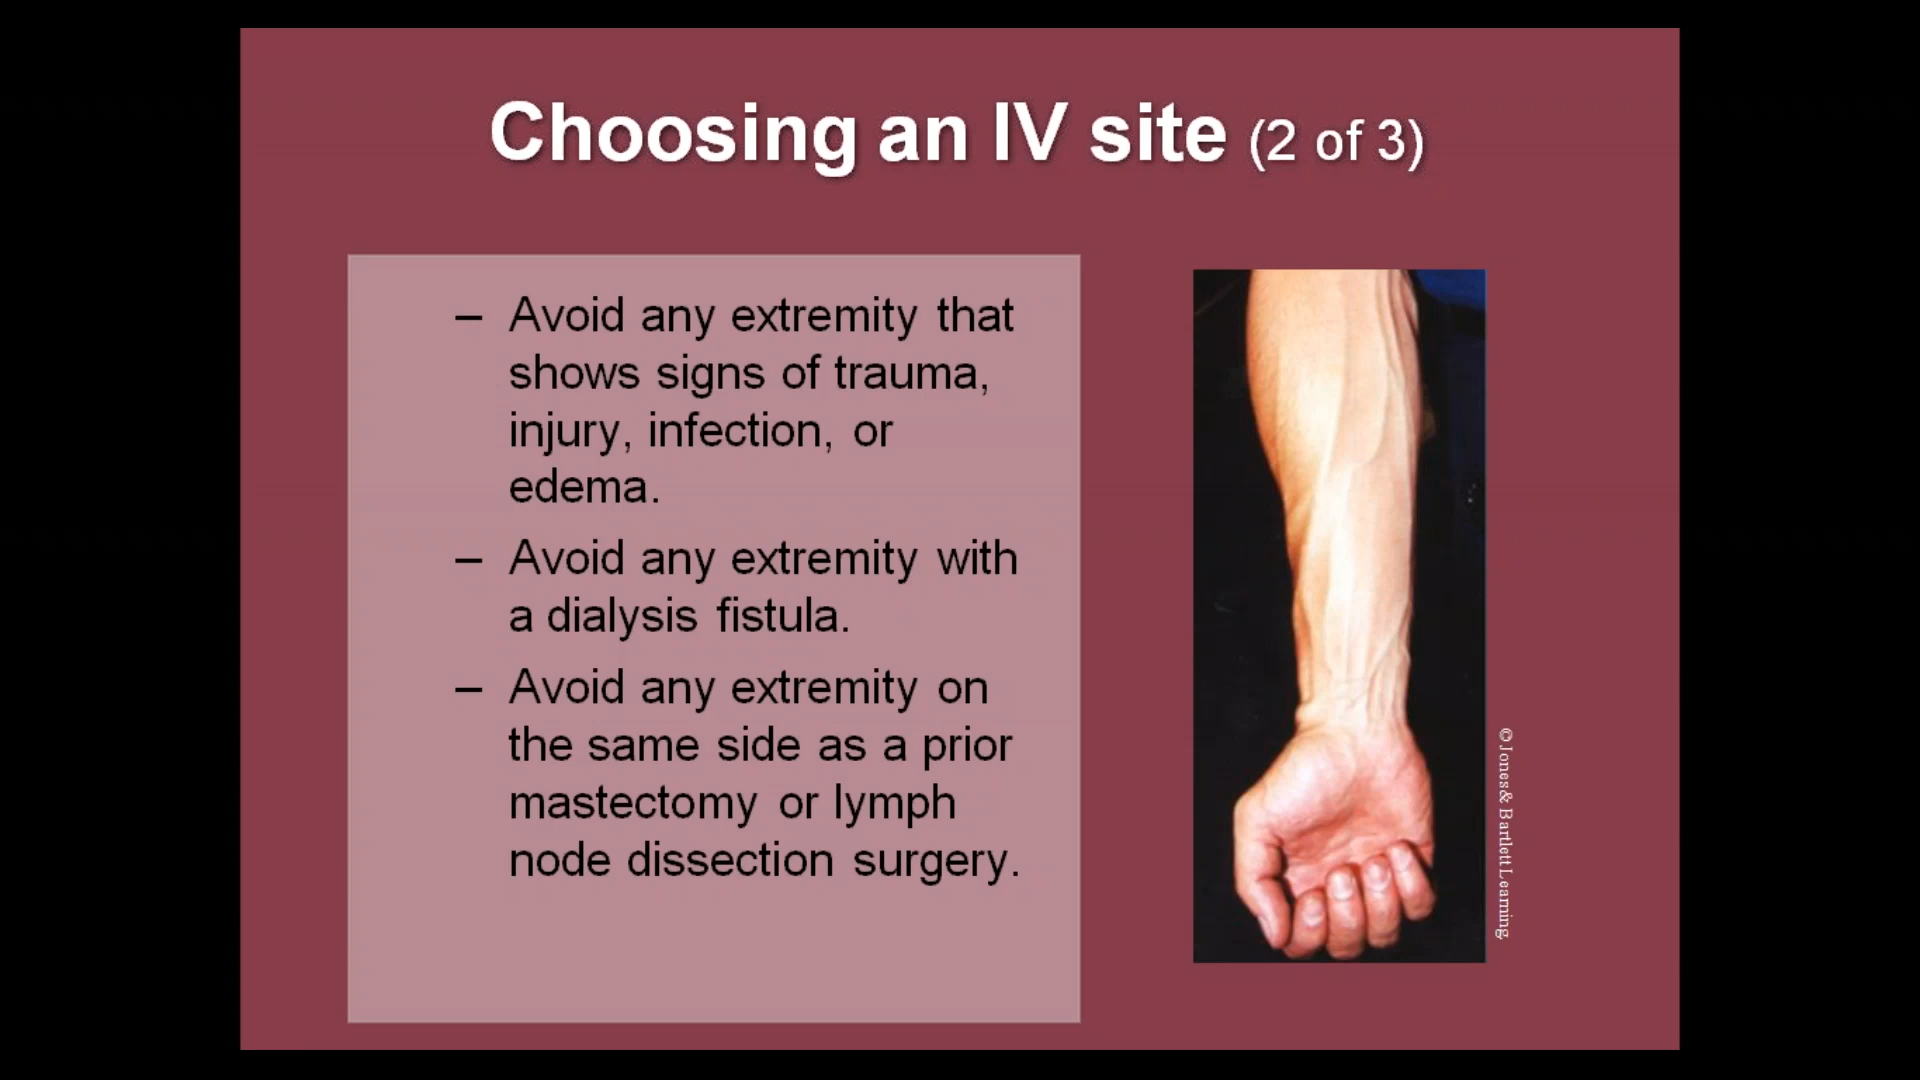 Choosing an IV site (2 of 3)
– Avoid any extremity that
shows signs of trauma,
injury, infection, or
edema.
– Avoid any extremity with
a dialysis fistula.
– Avoid any extremity on
the same side as a prior
mastectomy or lymph
node dissection surgery.
© Jones & Bartlett Learning.